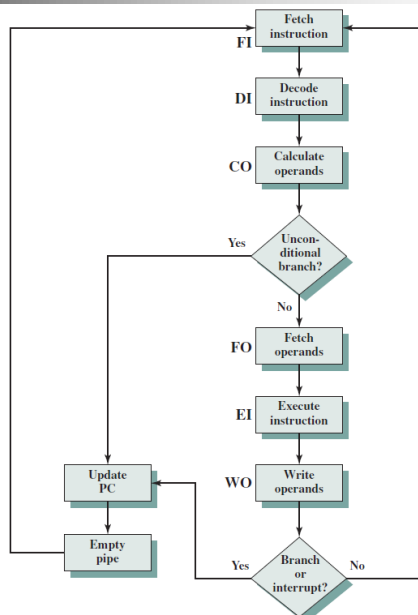 Fetch
instruction
FI
Decode
instruction
DI
Calculate
operands
CO
Uncon-
ditional
branch?
Yes
No
Fetch
operands
FO
Execute
instruction
EI
Update
PC
Write
operands
WO
Empty
pipe
Branch
or
interrupt?
Yes
No